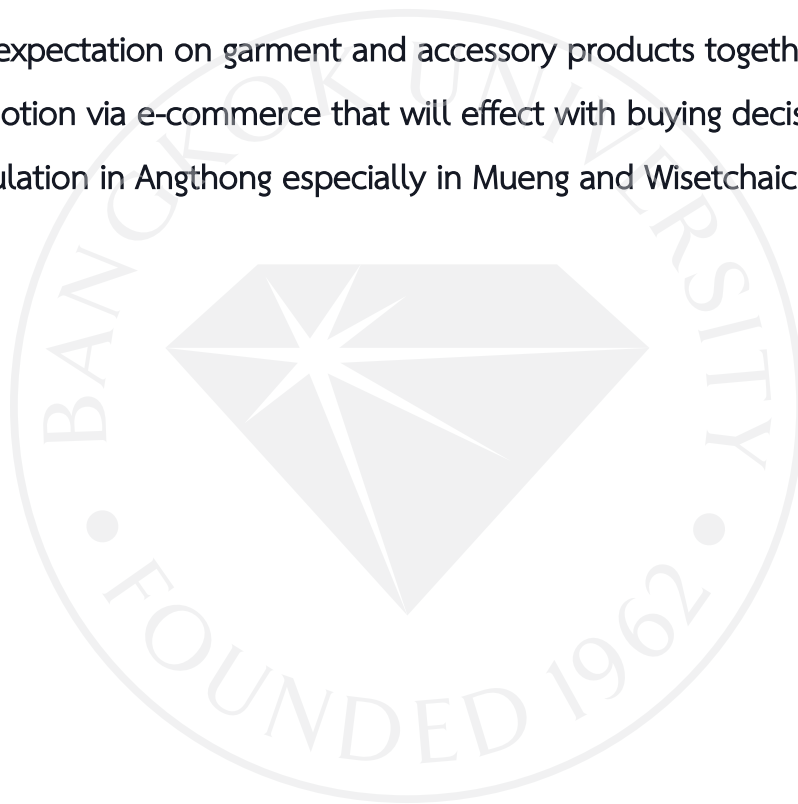 expectation on garment and accessory products togeth
otion via e-commerce that will effect with buying decis
ulation in Angthong especially in Mueng and Wisetchaic
BANGKOK UNIVERSITY
FOUNDED 1962